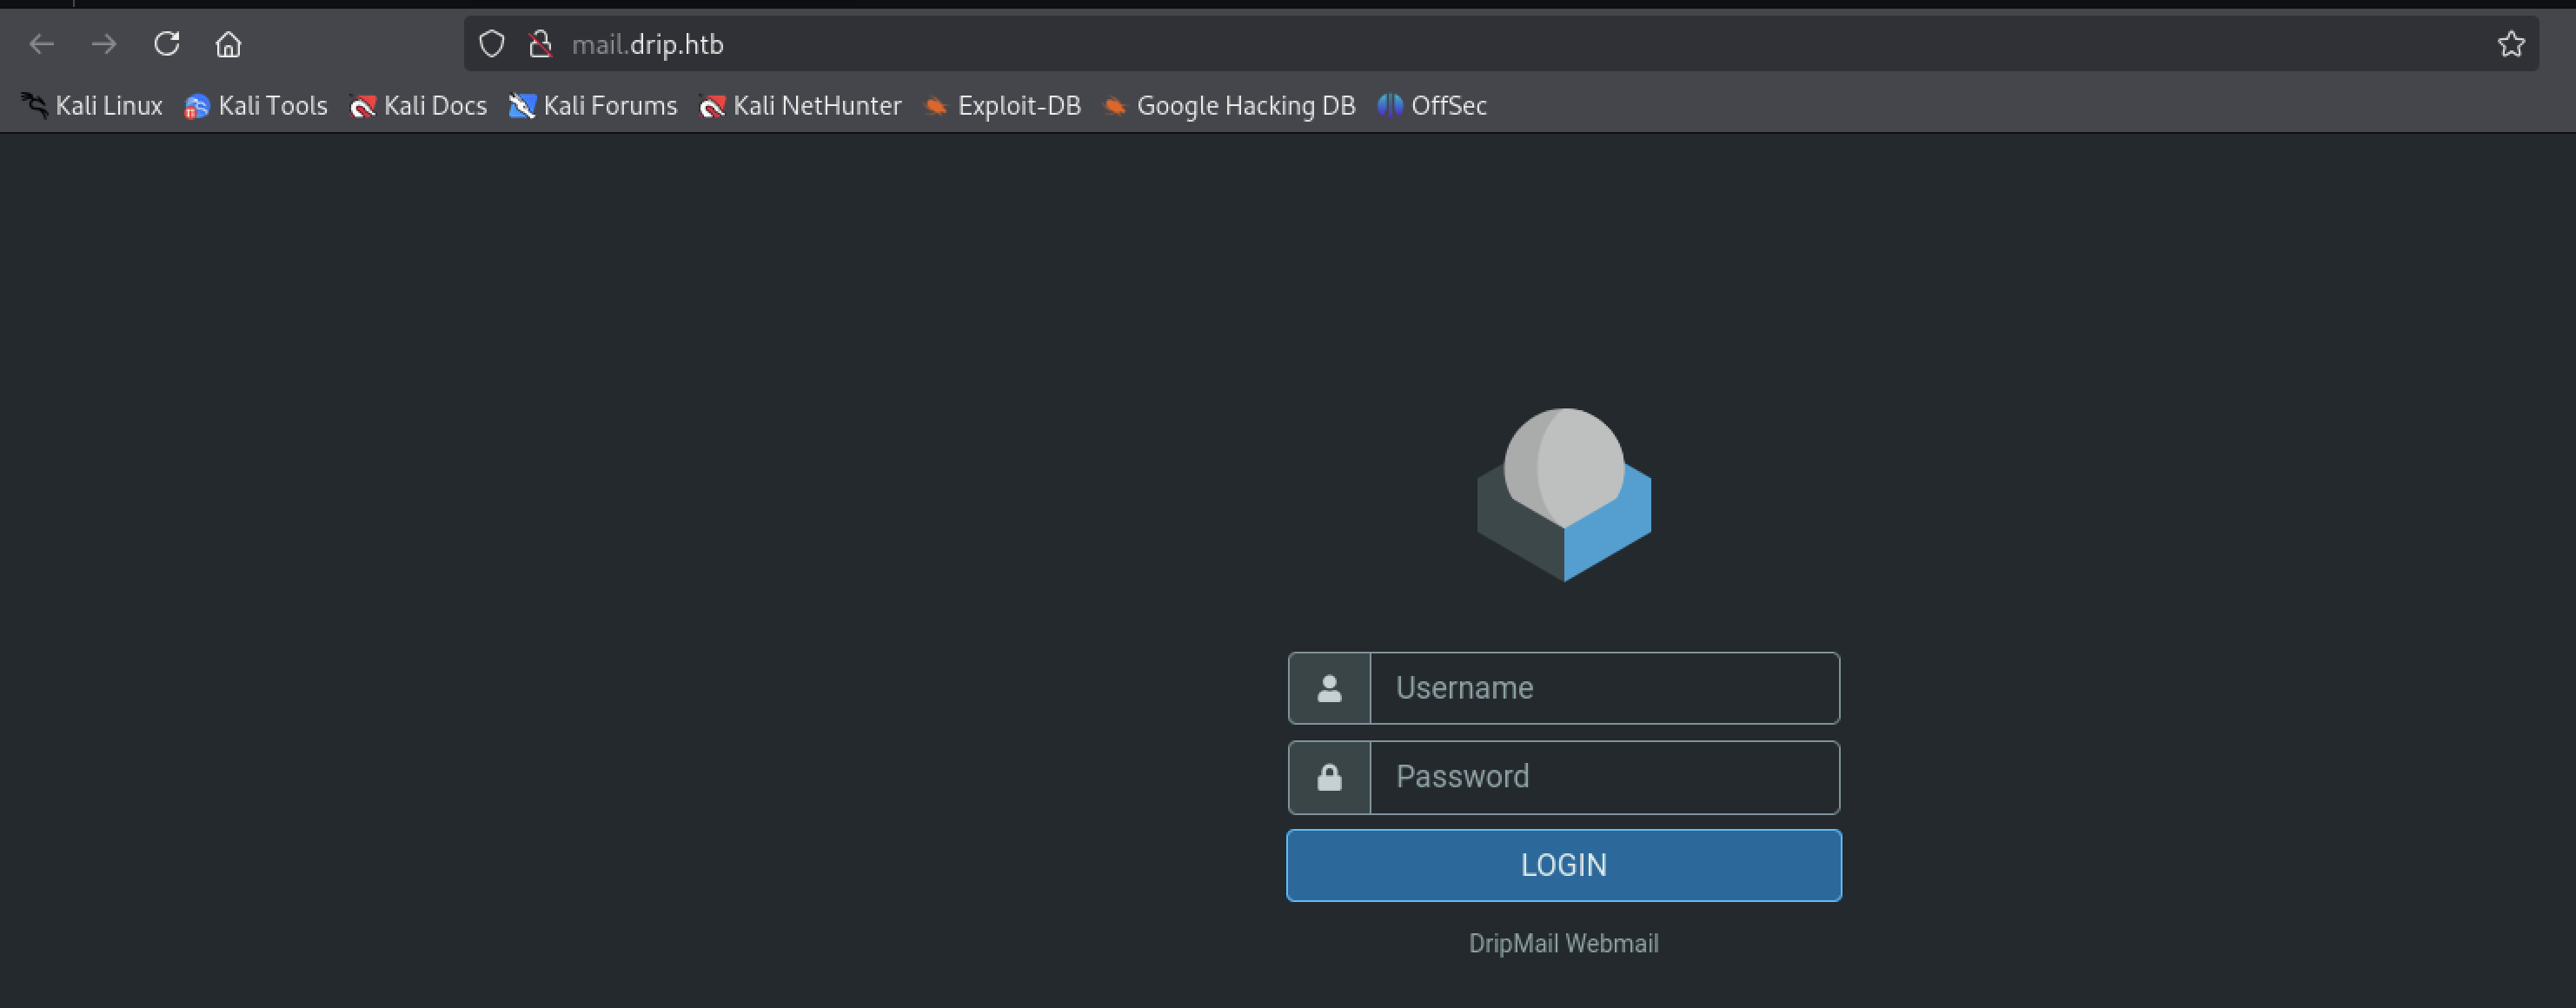 mail.drip.htb
Kali Linux Kali Tools Kali Docs Kali Forums Kali NetHunter Exploit-DB Google Hacking DB OffSec
Username
Password
LOGIN
DripMail Webmail